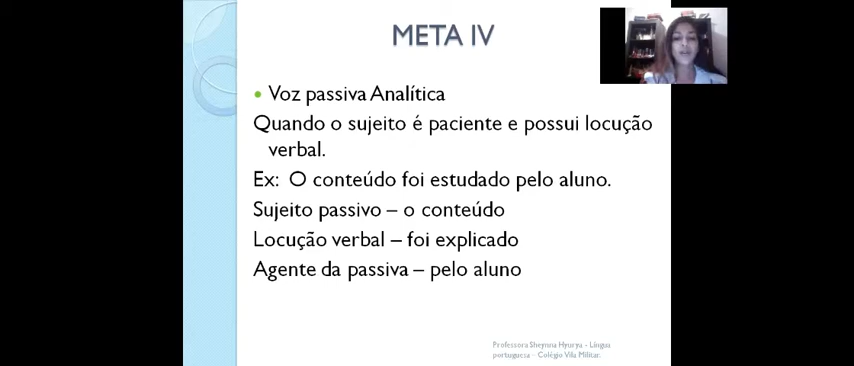 META IV
Voz passiva Analítica
Quando o sujeito é paciente e possui locução
verbal.
Ex: O conteúdo foi estudado pelo aluno.
Sujeito passivo – o conteúdo
Locução verbal – foi explicado
Agente da passiva – pelo aluno
Professora Sheynna Hyurya - Língua
portuguesa – Colégio Vila Militar.